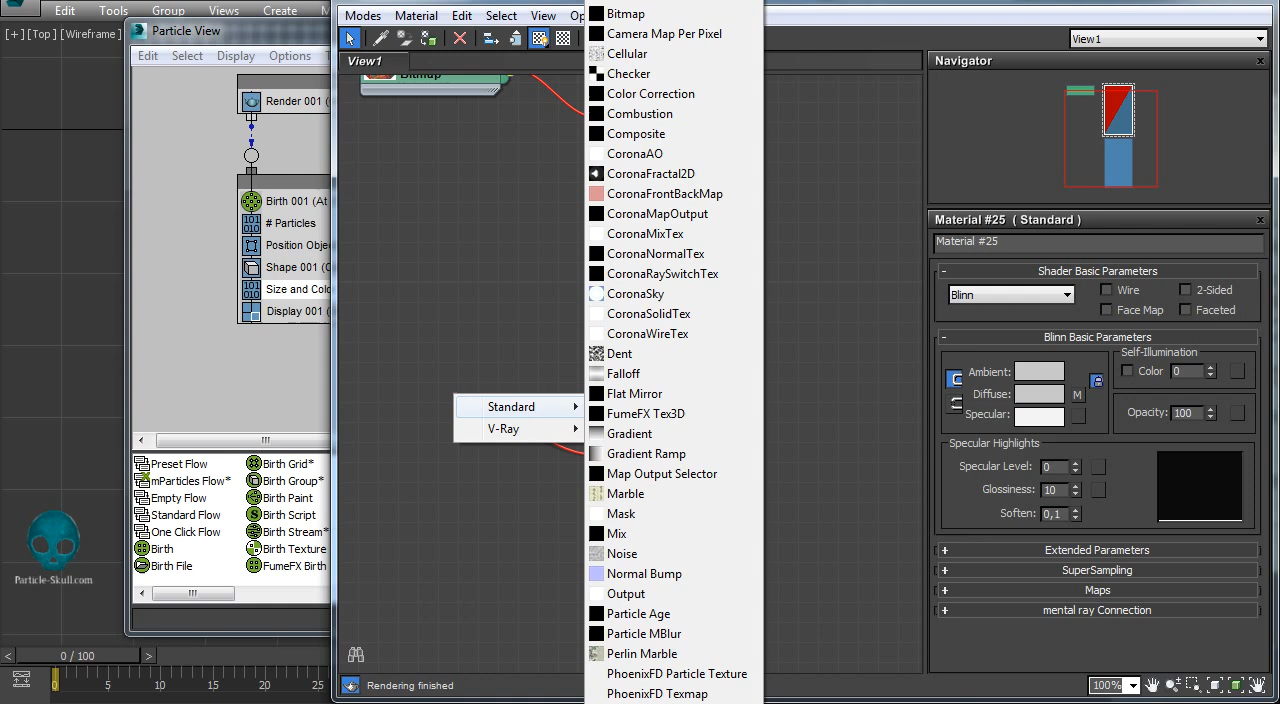 Edit Tools Group Views Create
[+] [Top] [Wireframe]
Particle View
Edit Select Display Options
Render 001
Birth 001
# Particles
Position Obje
Shape 001
Size and Colo
Display 001
Preset Flow
mParticles Flow*
Empty Flow
Standard Flow
One Click Flow
Birth
Birth File
Birth Grid*
Birth Group*
Birth Paint
Birth Script
Birth Stream*
Birth Texture
FumeFX Birth
Particle-Skull.com
0 / 100
0 5 10 15 20 25
Modes Material Edit Select View Op
View1
Bitmap
Standard
V-Ray
Rendering finished
Bitmap
Camera Map Per Pixel
Cellular
Checker
Color Correction
Combustion
Composite
CoronaAO
CoronaFractal2D
CoronaFrontBackMap
CoronaMapOutput
CoronaMixTex
CoronaNormalTex
CoronaRaySwitchTex
CoronaSky
CoronaSolidTex
CoronaWireTex
Dent
Falloff
Flat Mirror
FumeFX Tex3D
Gradient
Gradient Ramp
Map Output Selector
Marble
Mask
Mix
Noise
Normal Bump
Output
Particle Age
Particle MBlur
Perlin Marble
PhoenixFD Particle Texture
PhoenixFD Texmap
View1
Navigator
Material #25 ( Standard )
Material #25
- Shader Basic Parameters
Blinn
Wire 2-Sided
Face Map Faceted
- Blinn Basic Parameters
Ambient:
Diffuse: M
Specular:
Self-Illumination
Color 0
Opacity: 100
Specular Highlights
Specular Level: 0
Glossiness: 10
Soften: 0,1
+ Extended Parameters
+ SuperSampling
+ Maps
+ mental ray Connection
100%